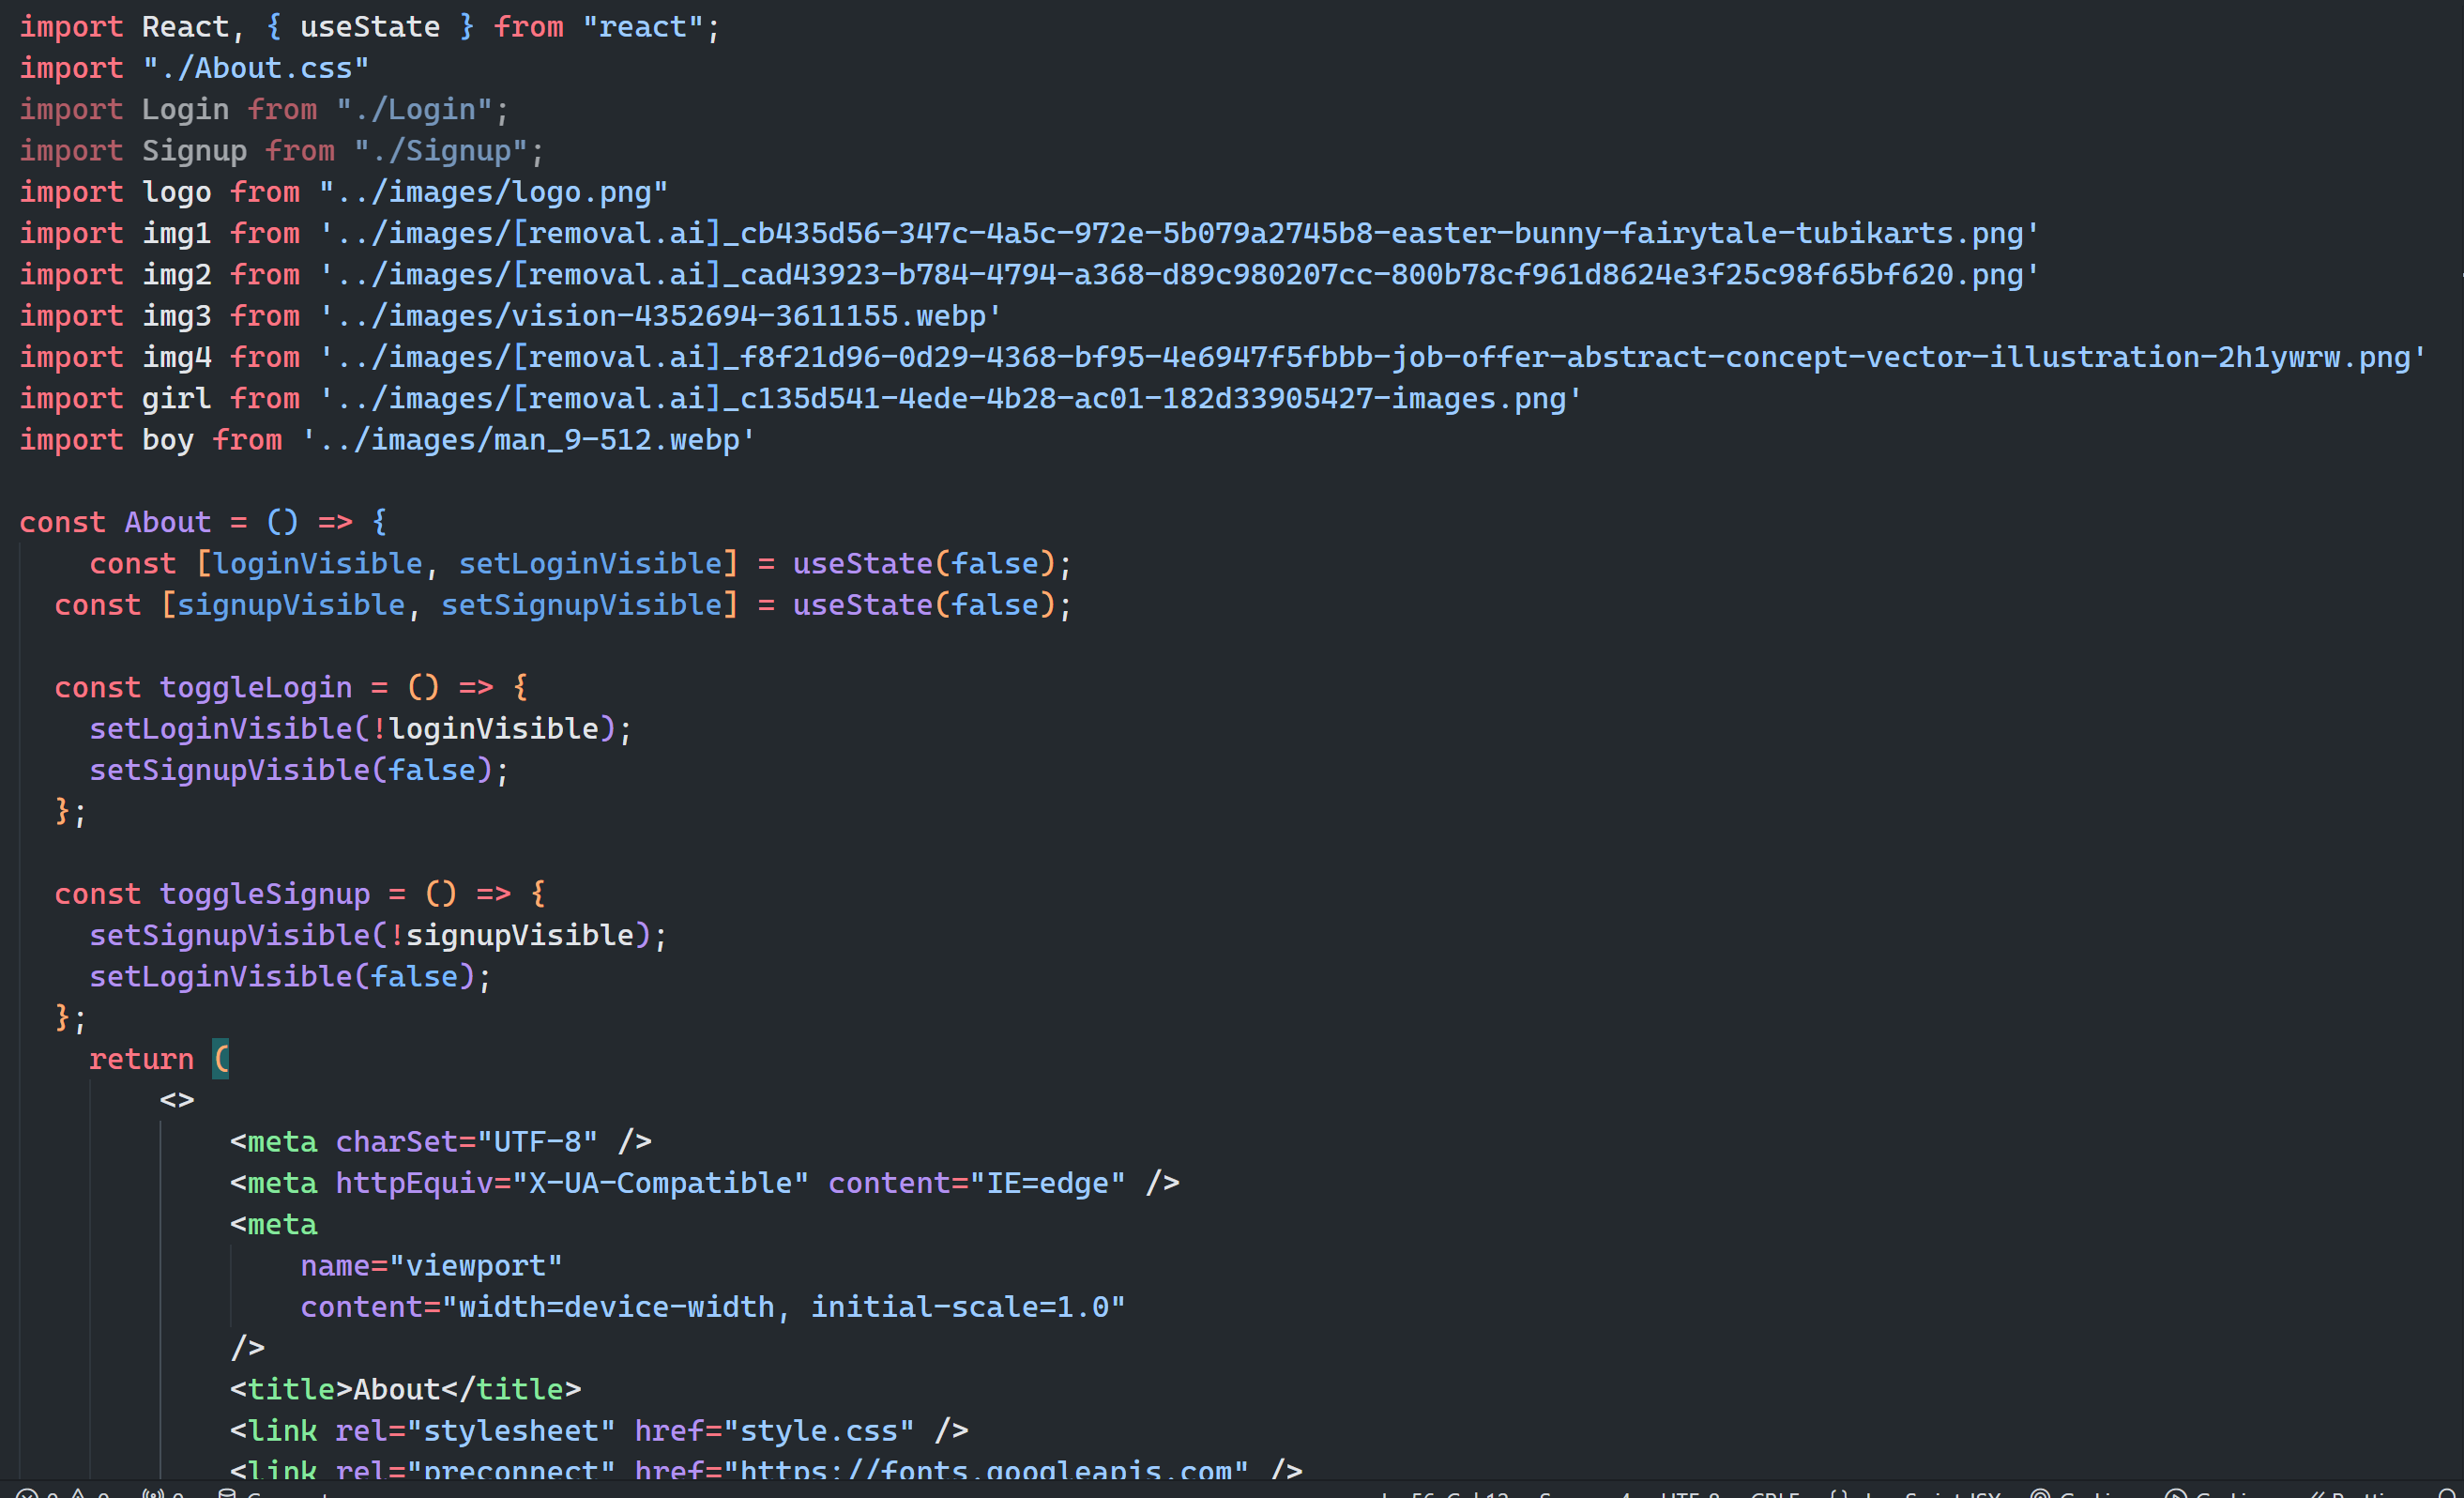 import React, { useState } from "react";
import "./About.css"
import Login from "./Login";
import Signup from "./Signup";
import logo from "../images/logo.png"
import img1 from '../images/[removal.ai]_cb435d56-347c-4a5c-972e-5b079a2745b8-easter-bunny-fairytale-tubikarts.png'
import img2 from '../images/[removal.ai]_cad43923-b784-4794-a368-d89c980207cc-800b78cf961d8624e3f25c98f65bf620.png'
import img3 from '../images/vision-4352694-3611155.webp'
import img4 from '../images/[removal.ai]_f8f21d96-0d29-4368-bf95-4e6947f5fbbb-job-offer-abstract-concept-vector-illustration-2h1ywrw.png'
import girl from '../images/[removal.ai]_c135d541-4ede-4b28-ac01-182d33905427-images.png'
import boy from '../images/man_9-512.webp'

const About = () => {
    const [loginVisible, setLoginVisible] = useState(false);
  const [signupVisible, setSignupVisible] = useState(false);

  const toggleLogin = () => {
    setLoginVisible(!loginVisible);
    setSignupVisible(false);
  };

  const toggleSignup = () => {
    setSignupVisible(!signupVisible);
    setLoginVisible(false);
  };
    return (
        <>
            <meta charSet="UTF-8" />
            <meta httpEquiv="X-UA-Compatible" content="IE=edge" />
            <meta
                name="viewport"
                content="width=device-width, initial-scale=1.0"
            />
            <title>About</title>
            <link rel="stylesheet" href="style.css" />
            <link rel="preconnect" href="https://fonts.googleapis.com" />